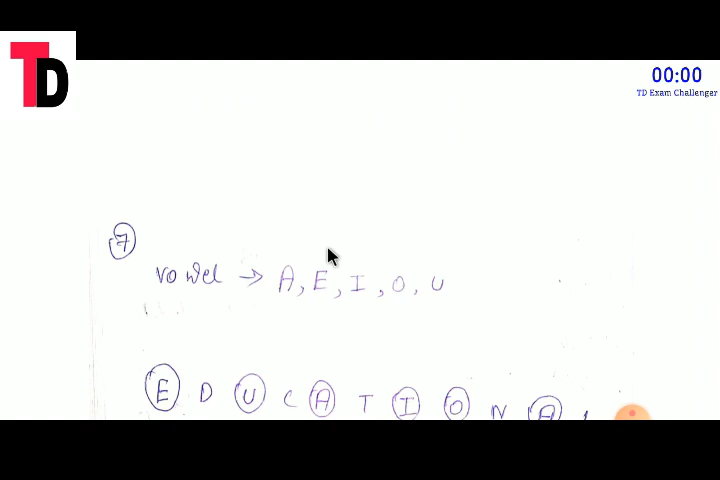 TD
00:00
TD Exam Challenger
7
vowel → A, E, I, O, U
E D U C A T I O N A